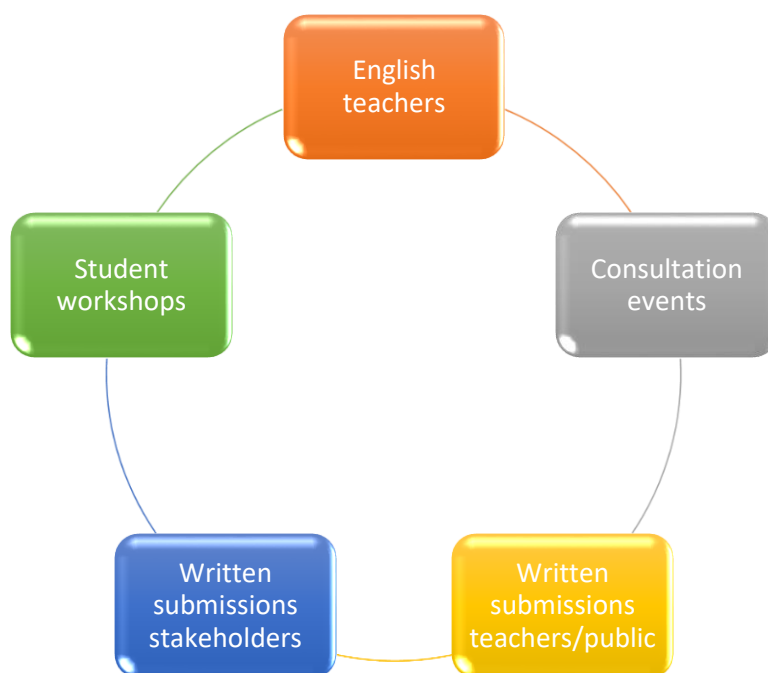 English
teachers
Student
workshops
Consultation
events
Written
submissions
stakeholders
Written
submissions
teachers/public